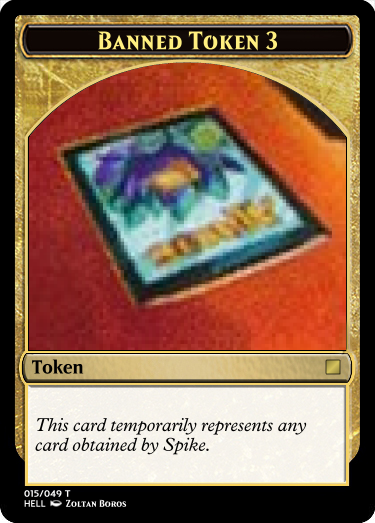 Banned Token 3
Token
This card temporarily represents any
card obtained by Spike.
015/049 T
HELL Zoltan Boros